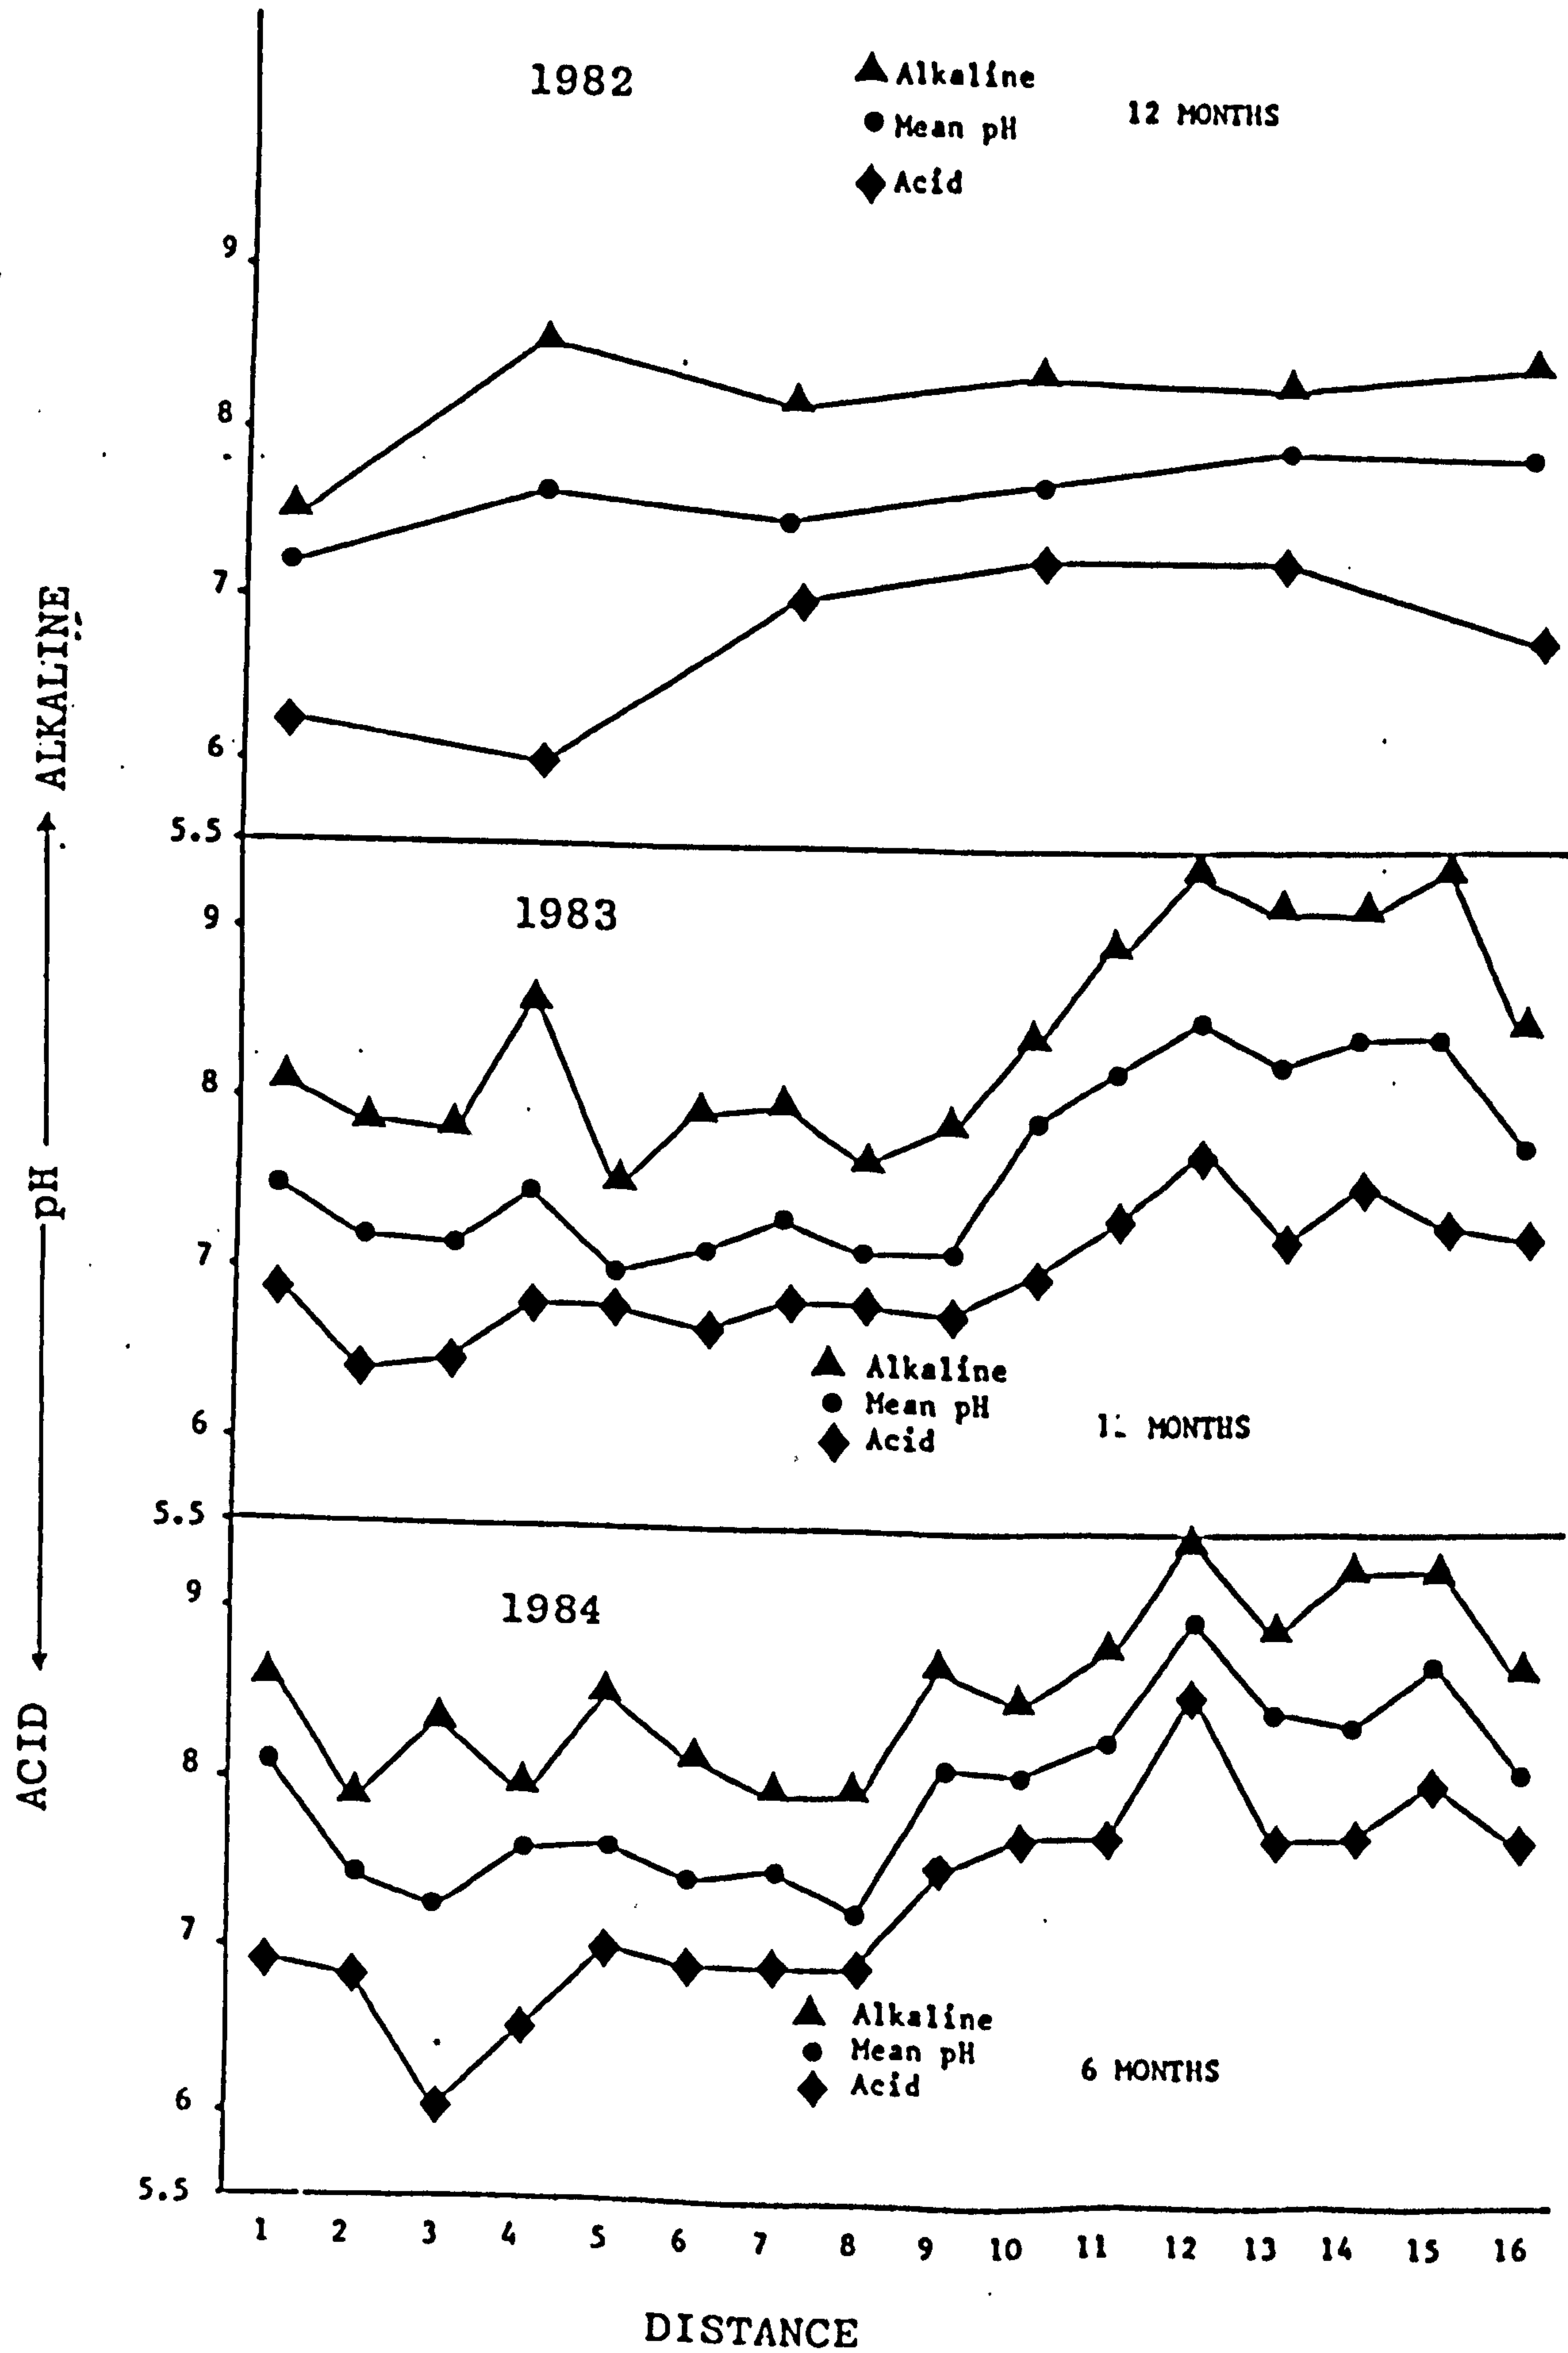 1982
Alkaline
Mean pH
Acid
12 MONTHS
9
8
7
6
5.5
1983
9
8
7
6
5.5
Alkaline
Mean pH
Acid
MONTHS
1984
9
8
7
6
5.5
Alkaline
Mean pH
Acid
6 MONTHS
ACID pH ALKALINE
1 2 3 4 5 6 7 8 9 10 11 12 13 14 15 16
DISTANCE